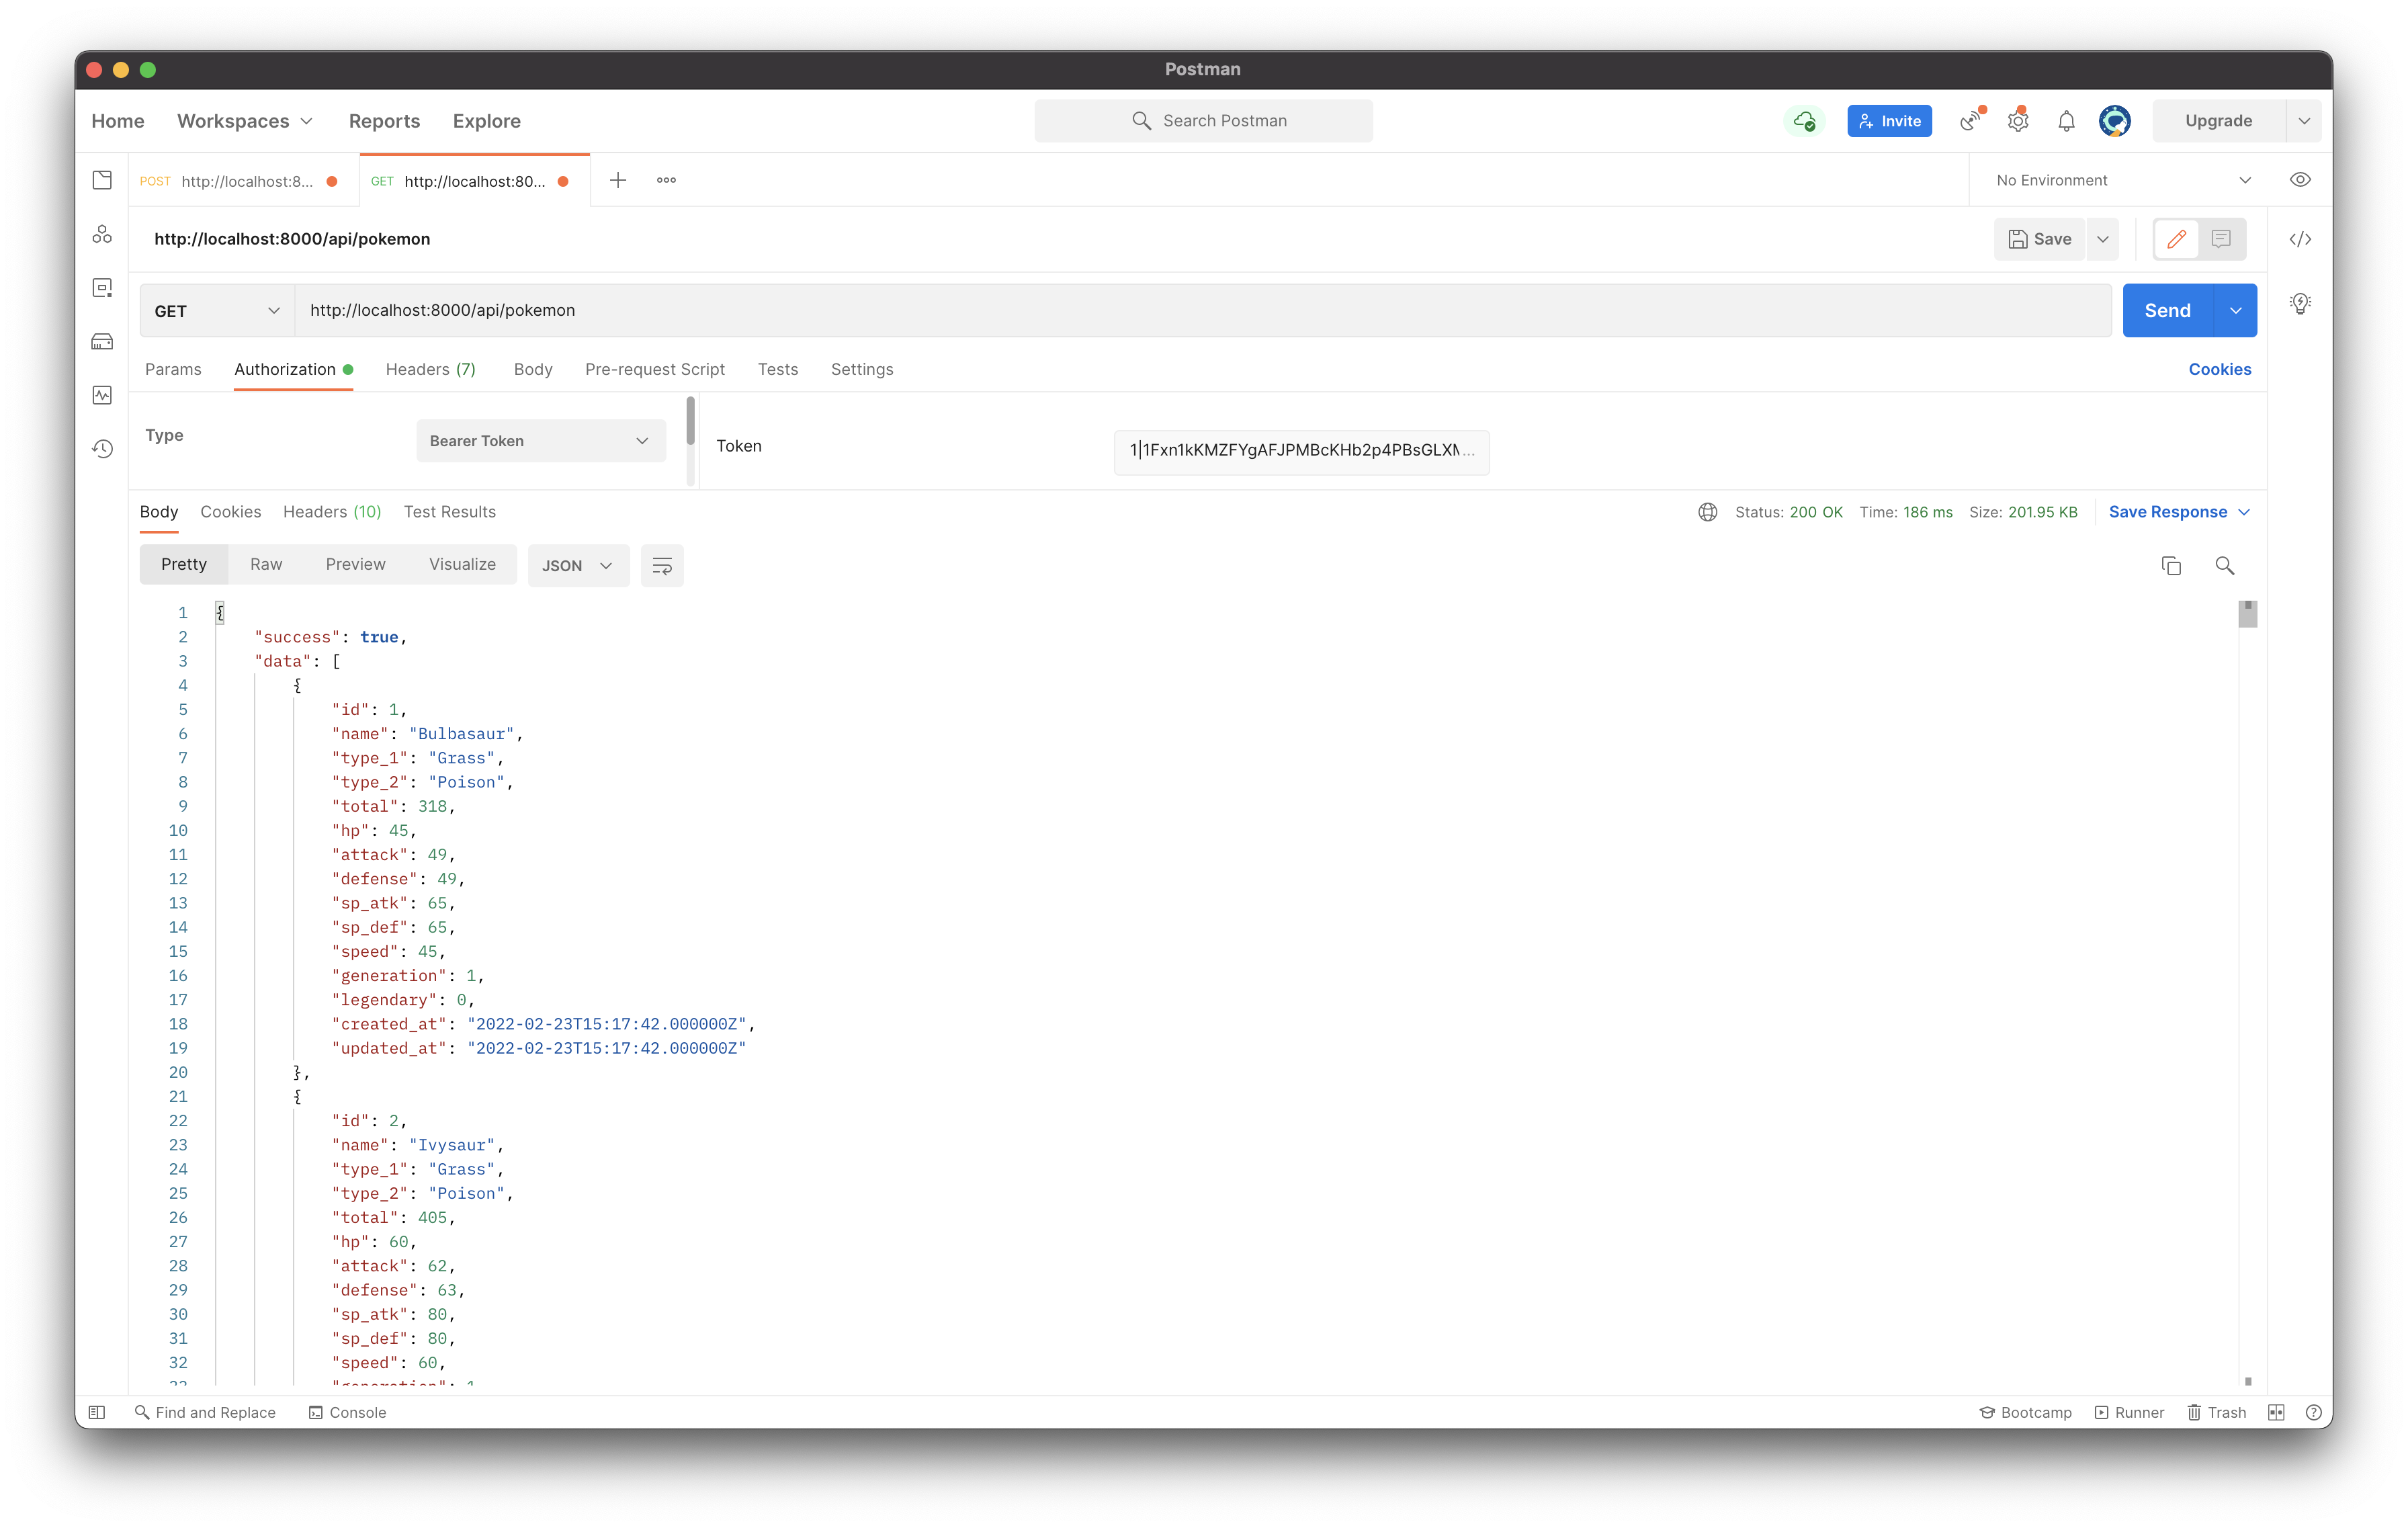 Postman
Home Workspaces Reports Explore Search Postman Invite Upgrade
POST http://localhost:8... GET http://localhost:80... No Environment
http://localhost:8000/api/pokemon Save
GET http://localhost:8000/api/pokemon Send
Params Authorization Headers (7) Body Pre-request Script Tests Settings Cookies
Type Bearer Token Token 1|1Fxn1kKMZFYgAFJPMBcKHb2p4PBsGLXM...
Body Cookies Headers (10) Test Results Status: 200 OK Time: 186 ms Size: 201.95 KB Save Response
Pretty Raw Preview Visualize JSON
1 {
2 "success": true,
3 "data": [
4 {
5 "id": 1,
6 "name": "Bulbasaur",
7 "type_1": "Grass",
8 "type_2": "Poison",
9 "total": 318,
10 "hp": 45,
11 "attack": 49,
12 "defense": 49,
13 "sp_atk": 65,
14 "sp_def": 65,
15 "speed": 45,
16 "generation": 1,
17 "legendary": 0,
18 "created_at": "2022-02-23T15:17:42.000000Z",
19 "updated_at": "2022-02-23T15:17:42.000000Z"
20 },
21 {
22 "id": 2,
23 "name": "Ivysaur",
24 "type_1": "Grass",
25 "type_2": "Poison",
26 "total": 405,
27 "hp": 60,
28 "attack": 62,
29 "defense": 63,
30 "sp_atk": 80,
31 "sp_def": 80,
32 "speed": 60,
33 "generation": 1
Find and Replace Console Bootcamp Runner Trash